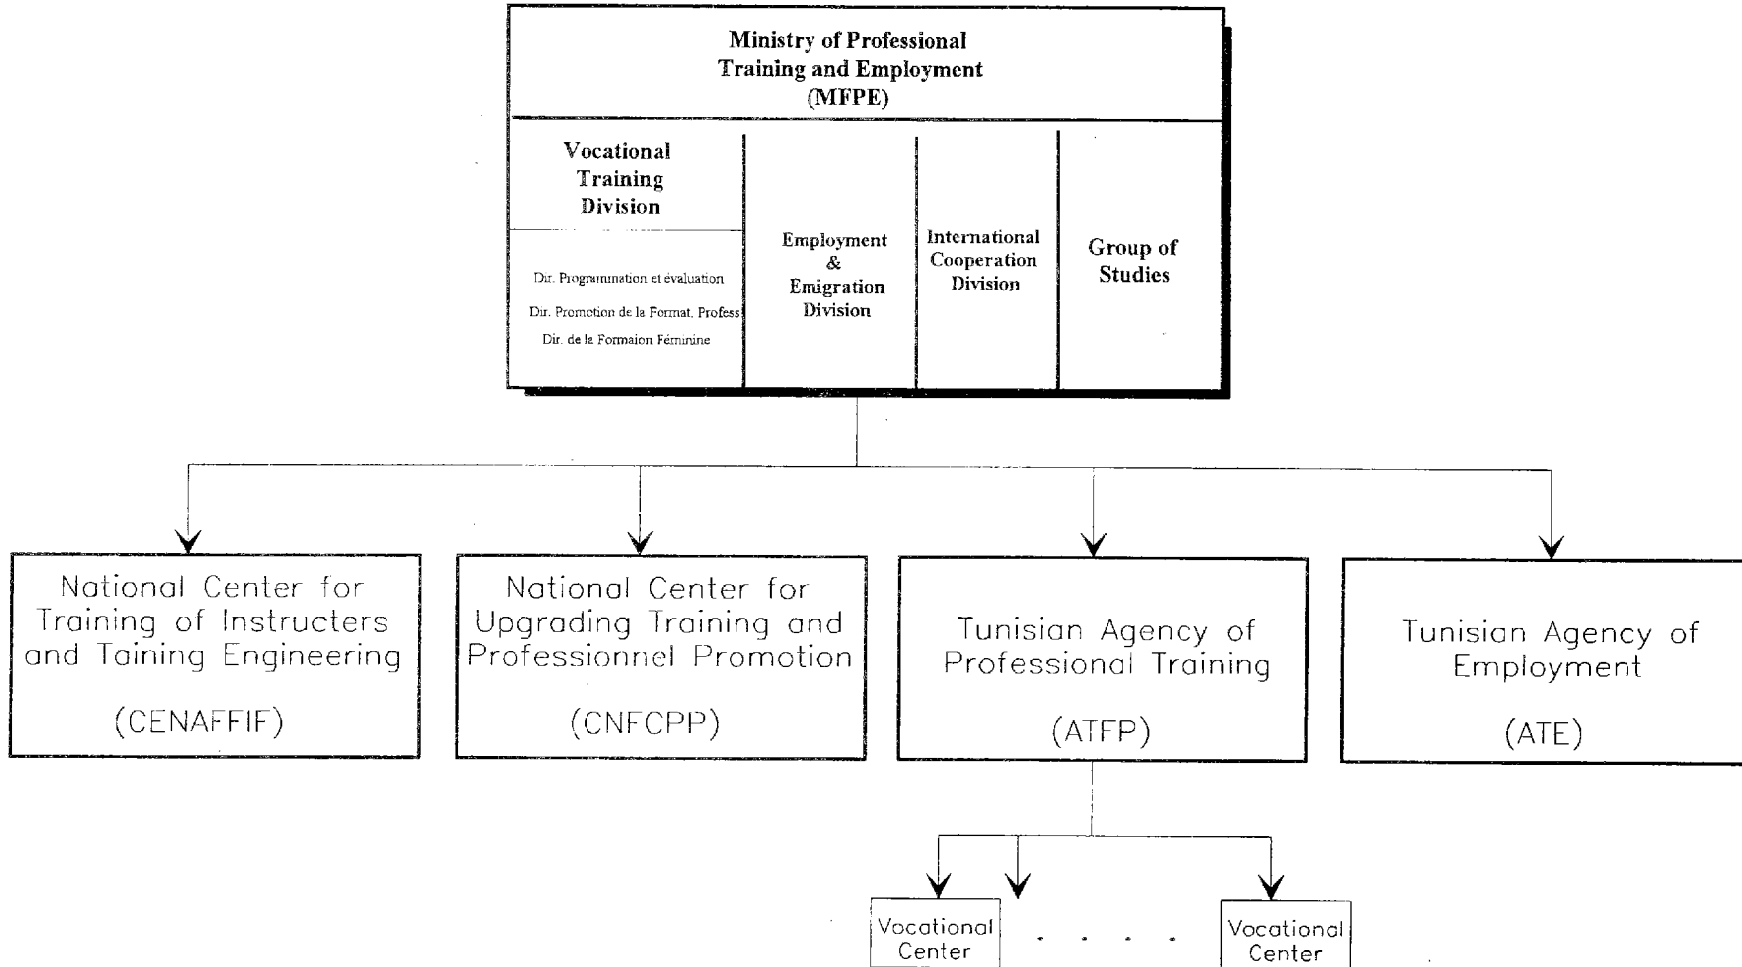 Ministry of Professional
Training and Employment
(MFPE)
Vocational
Training
Division
Dir. Programmation et évaluation
Dir. Promotion de la Format. Profess
Dir. de la Formaion Féminine
Employment
&
Emigration
Division
International
Cooperation
Division
Group of
Studies
National Center for
Training of Instructers
and Taining Engineering
(CENAFFIF)
National Center for
Upgrading Training and
Professionnel Promotion
(CNFCPP)
Tunisian Agency of
Professional Training
(ATFP)
Tunisian Agency of
Employment
(ATE)
Vocational
Center
. . . .
Vocational
Center